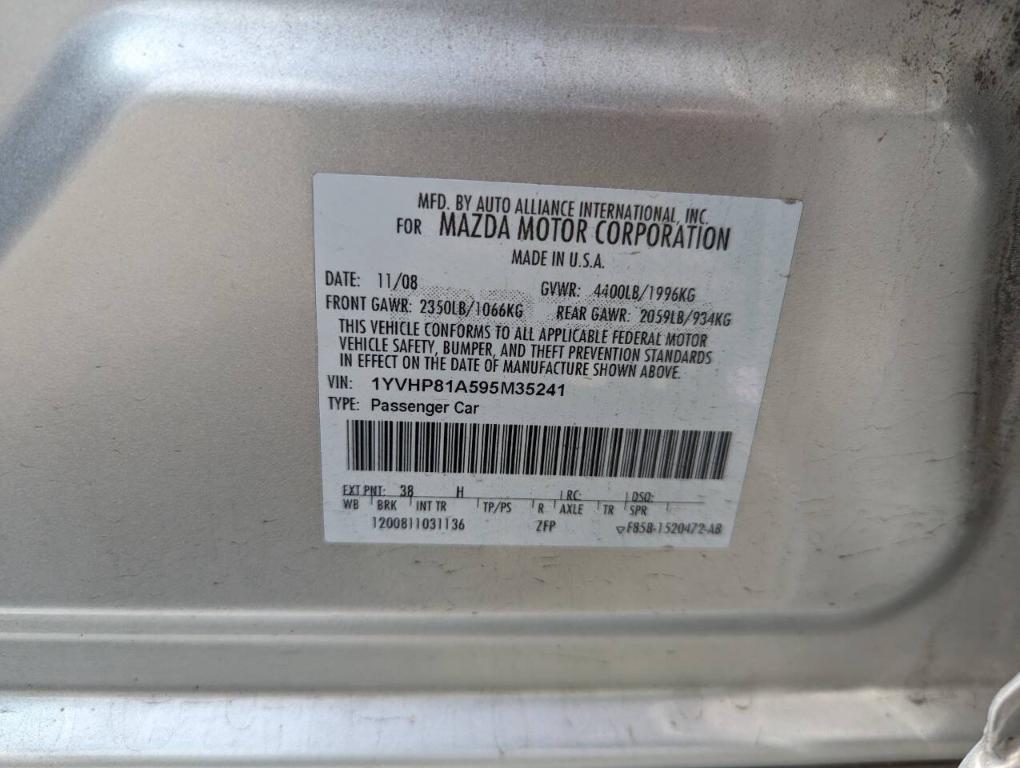 MFD. BY AUTO ALLIANCE INTERNATIONAL, INC.
FOR MAZDA MOTOR CORPORATION
MADE IN U.S.A.
DATE: 11/08 GVWR: 4400LB/1996KG
FRONT GAWR: 2350LB/1066KG REAR GAWR: 2059LB/934KG
THIS VEHICLE CONFORMS TO ALL APPLICABLE FEDERAL MOTOR
VEHICLE SAFETY, BUMPER, AND THEFT PREVENTION STANDARDS
IN EFFECT ON THE DATE OF MANUFACTURE SHOWN ABOVE.
VIN: 1YVHP81A595M35241
TYPE: Passenger Car
EXT PNT: 38 H RC: DSO:
WB BRK INT TR TP/PS R AXLE TR SPR
1200811031136 ZFP F85B-1520472-AB